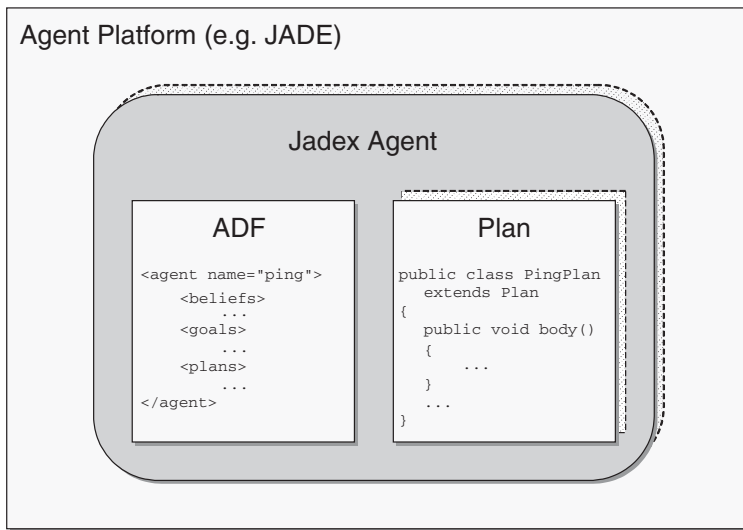 Agent Platform (e.g. JADE)
Jadex Agent
ADF
<agent name="ping">
<beliefs>
...
<goals>
...
<plans>
...
</agent>
Plan
public class PingPlan
extends Plan
{
public void body()
{
...
}
...
}